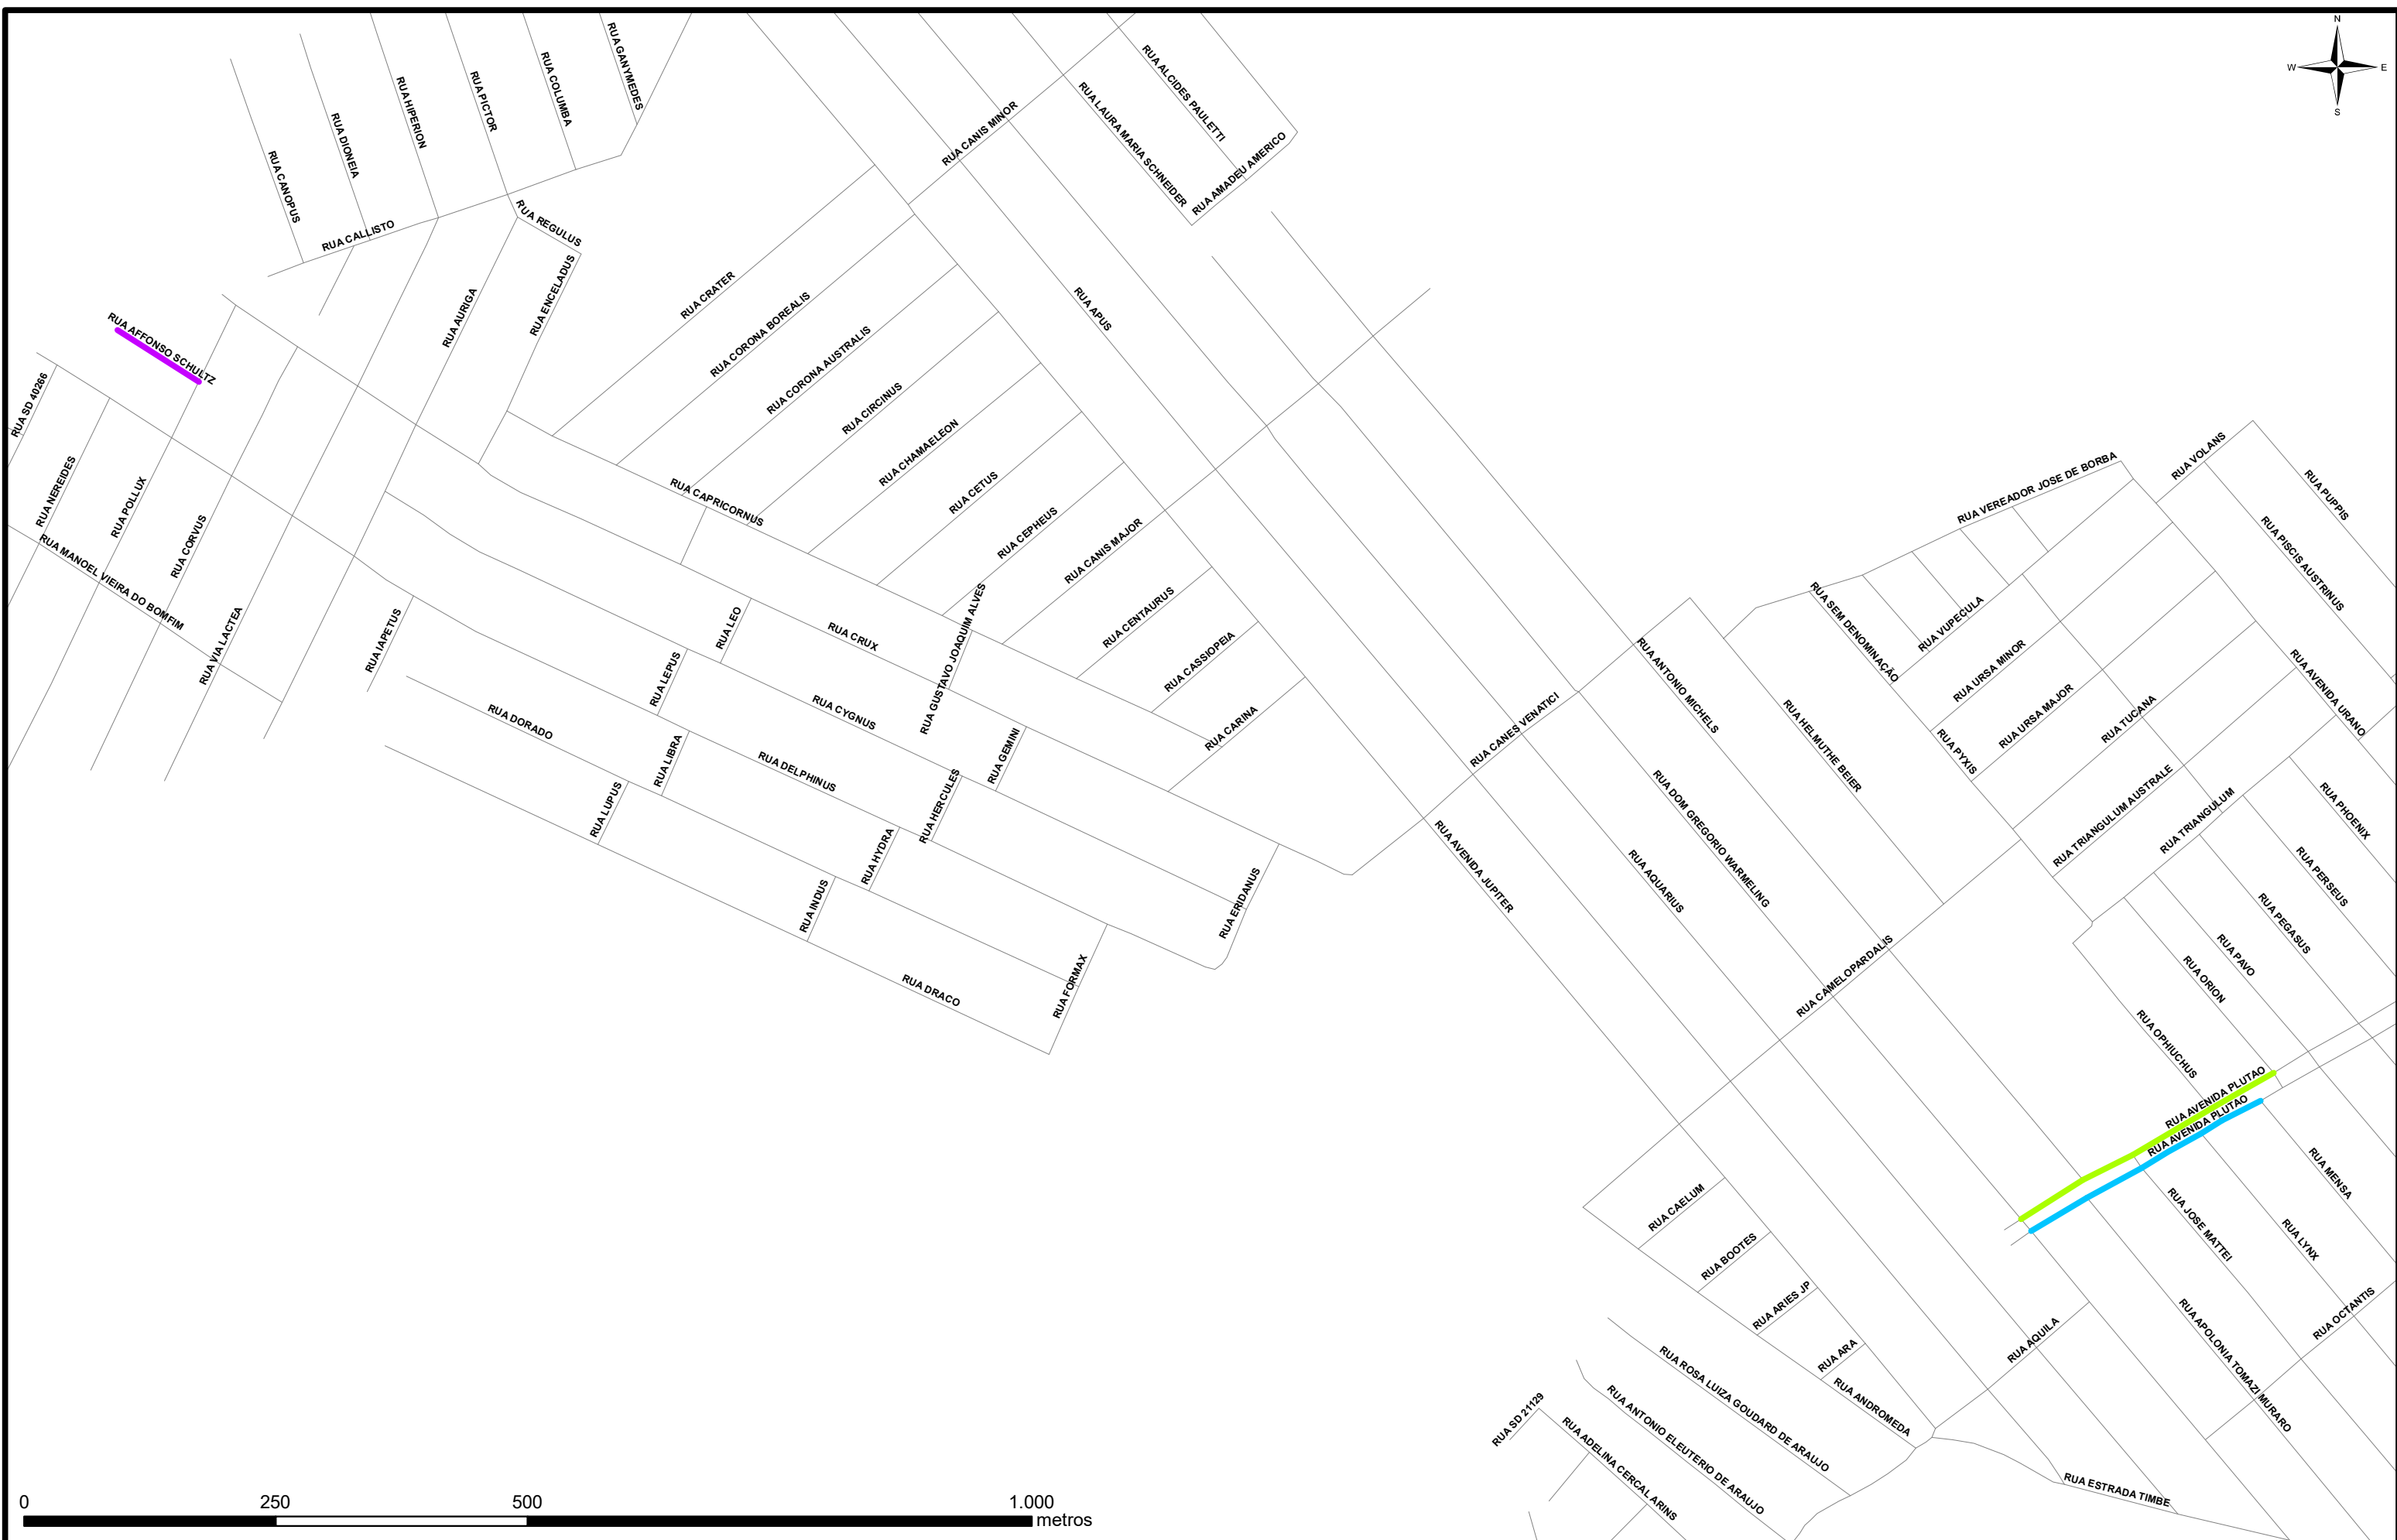 N
W
E
S
RUA GANYMEDES
RUA COLUMBA
RUA PICTOR
RUA HIPERION
RUA DIONEIA
RUA CANOPUS
RUA CALLISTO
RUA REGULUS
RUA ENCELADUS
RUA AURIGA
RUA ALCIDES PAULETTI
RUA LAURA MARIA SCHNEIDER
RUA AMADEU AMERICO
RUA CANIS MINOR
RUA APUS
RUA CRATER
RUA CORONA BOREALIS
RUA CORONA AUSTRALIS
RUA CIRCINUS
RUA CHAMAELEON
RUA CETUS
RUA CEPHEUS
RUA CANIS MAJOR
RUA CENTAURUS
RUA CASSIOPEIA
RUA CARINA
RUA AFFONSO SCHULTZ
RUA SD 40266
RUA NEREIDES
RUA POLLUX
RUA CORVUS
RUA MANOEL VIEIRA DO BOMFIM
RUA VIA LACTEA
RUA IAPETUS
RUA CAPRICORNUS
RUA LEO
RUA CRUX
RUA GUSTAVO JOAQUIM ALVES
RUA LEPUS
RUA CYGNUS
RUA DORADO
RUA LIBRA
RUA DELPHINUS
RUA GEMINI
RUA HERCULES
RUA LUPUS
RUA HYDRA
RUA INDUS
RUA ERIDANUS
RUA DRACO
RUA FORMAX
RUA VOLANS
RUA VEREADOR JOSE DE BORBA
RUA PUPPIS
RUA PISCIS AUSTRINUS
RUA SEM DENOMINAÇÃO
RUA VUPECULA
RUA URSA MINOR
RUA URSA MAJOR
RUA TUCANA
RUA AVENIDA URANO
RUA PYXIS
RUA TRIANGULUM AUSTRALE
RUA TRIANGULUM
RUA PHOENIX
RUA PERSEUS
RUA PEGASUS
RUA PAVO
RUA ORION
RUA OPHIUCHUS
RUA CANES VENATICI
RUA ANTONIO MICHELS
RUA HELMUTHE BEIER
RUA DOM GREGORIO WARMELING
RUA AQUARIUS
RUA AVENIDA JUPITER
RUA CAMELOPARDALIS
RUA AVENIDA PLUTAO
RUA AVENIDA PLUTAO
RUA MENSA
RUA JOSE MATTEI
RUA LYNX
RUA OCTANTIS
RUA APOLONIA TOMAZI MURARO
RUA CAELUM
RUA BOOTES
RUA ARIES JP
RUA ARA
RUA AQUILA
RUA ANDROMEDA
RUA ROSA LUIZA GOUDARD DE ARAUJO
RUA ANTONIO ELEUTERIO DE ARAUJO
RUA SD 21129
RUA ADELINA CERCAL ARINS
RUA ESTRADA TIMBE
0
250
500
1.000
metros